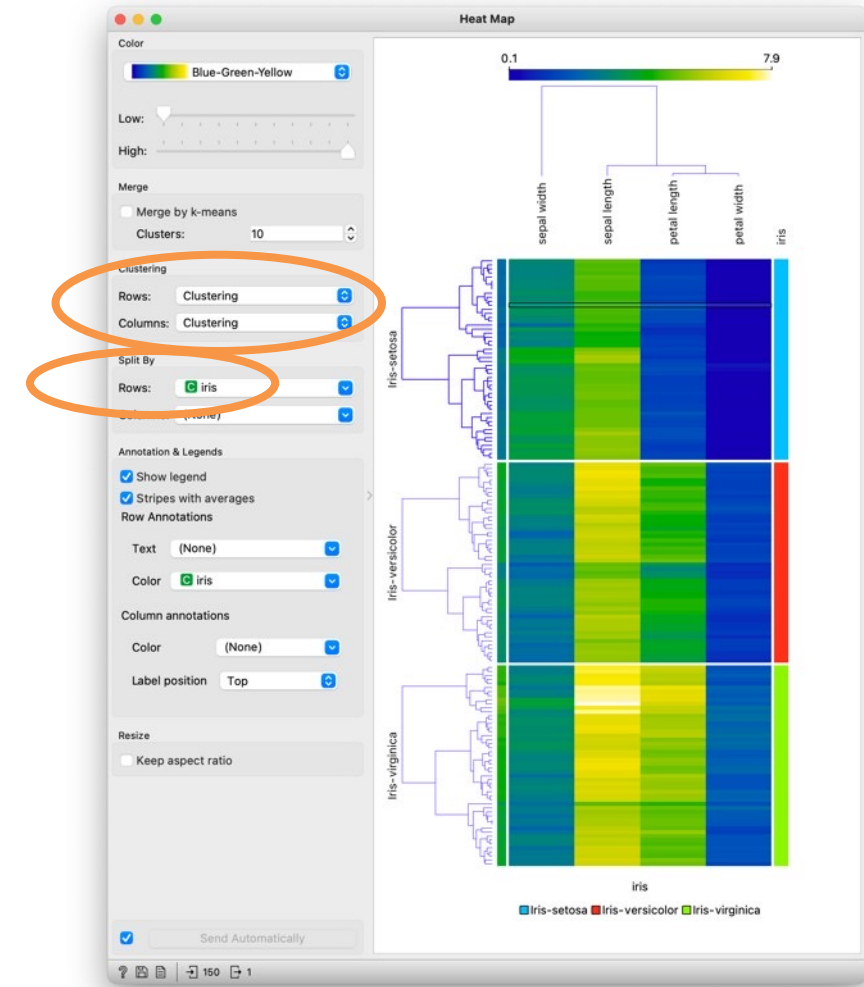 Heat Map
Color
Blue-Green-Yellow
Low:
High:
Merge
Merge by k-means
Clusters: 10
Clustering
Rows: Clustering
Columns: Clustering
Split By
Rows: C iris
(None)
Annotation & Legends
Show legend
Stripes with averages
Row Annotations
Text (None)
Color C iris
Column annotations
Color (None)
Label position Top
Resize
Keep aspect ratio
Send Automatically
? 150 1
0.1 7.9
sepal width
sepal length
petal length
petal width
iris
Iris-setosa
Iris-versicolor
Iris-virginica
iris
Iris-setosa Iris-versicolor Iris-virginica